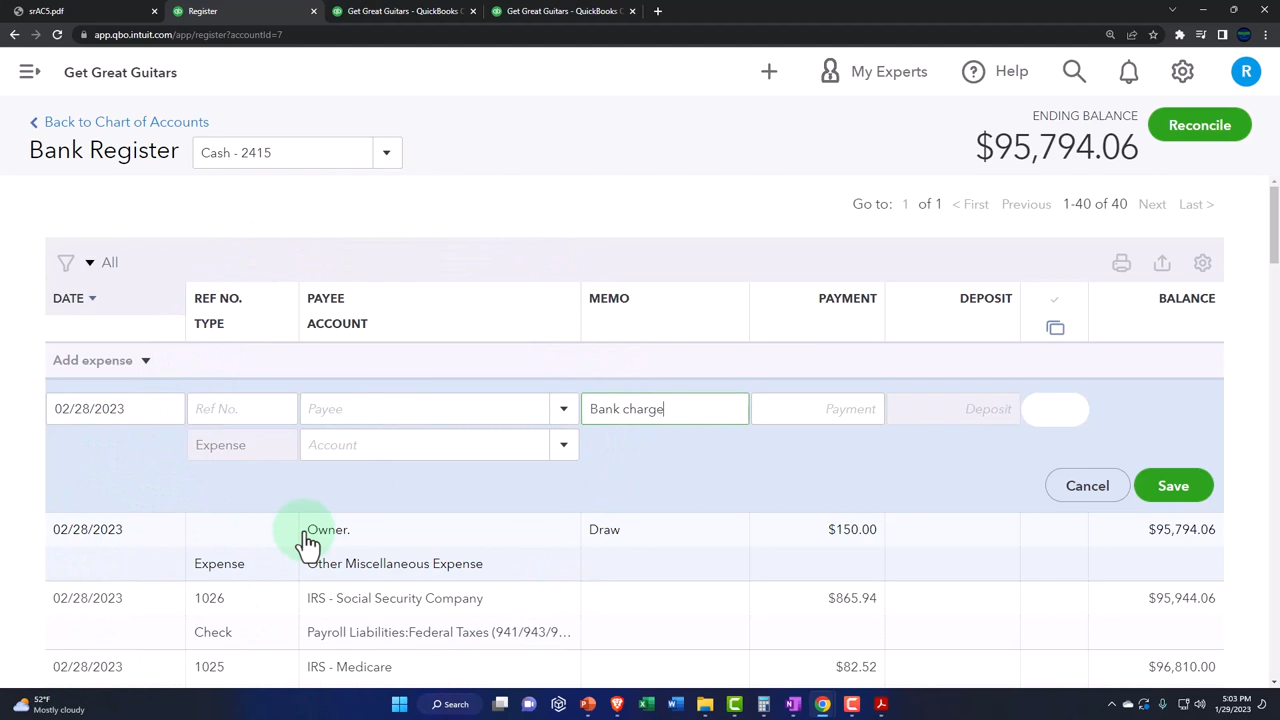 srACS.pdf
Register
Get Great Guitars - QuickBooks C
Get Great Guitars - QuickBooks C
app.qbo.intuit.com/app/register?accountId=7
Get Great Guitars
My Experts
Help
R
Back to Chart of Accounts
Bank Register
Cash - 2415
ENDING BALANCE
$95,794.06
Reconcile
Go to: 1 of 1 < First Previous 1-40 of 40 Next Last >
All
DATE REF NO. PAYEE MEMO PAYMENT DEPOSIT BALANCE
TYPE ACCOUNT
Add expense
02/28/2023 Ref No. Payee Bank charge Payment Deposit
Expense Account
Cancel Save
02/28/2023 Owner. Draw $150.00 $95,794.06
Expense Other Miscellaneous Expense
02/28/2023 1026 IRS - Social Security Company $865.94 $95,944.06
Check Payroll Liabilities:Federal Taxes (941/943/9...
02/28/2023 1025 IRS - Medicare $82.52 $96,810.00
52°F
Mostly cloudy
Search
5:03 PM
1/29/2023